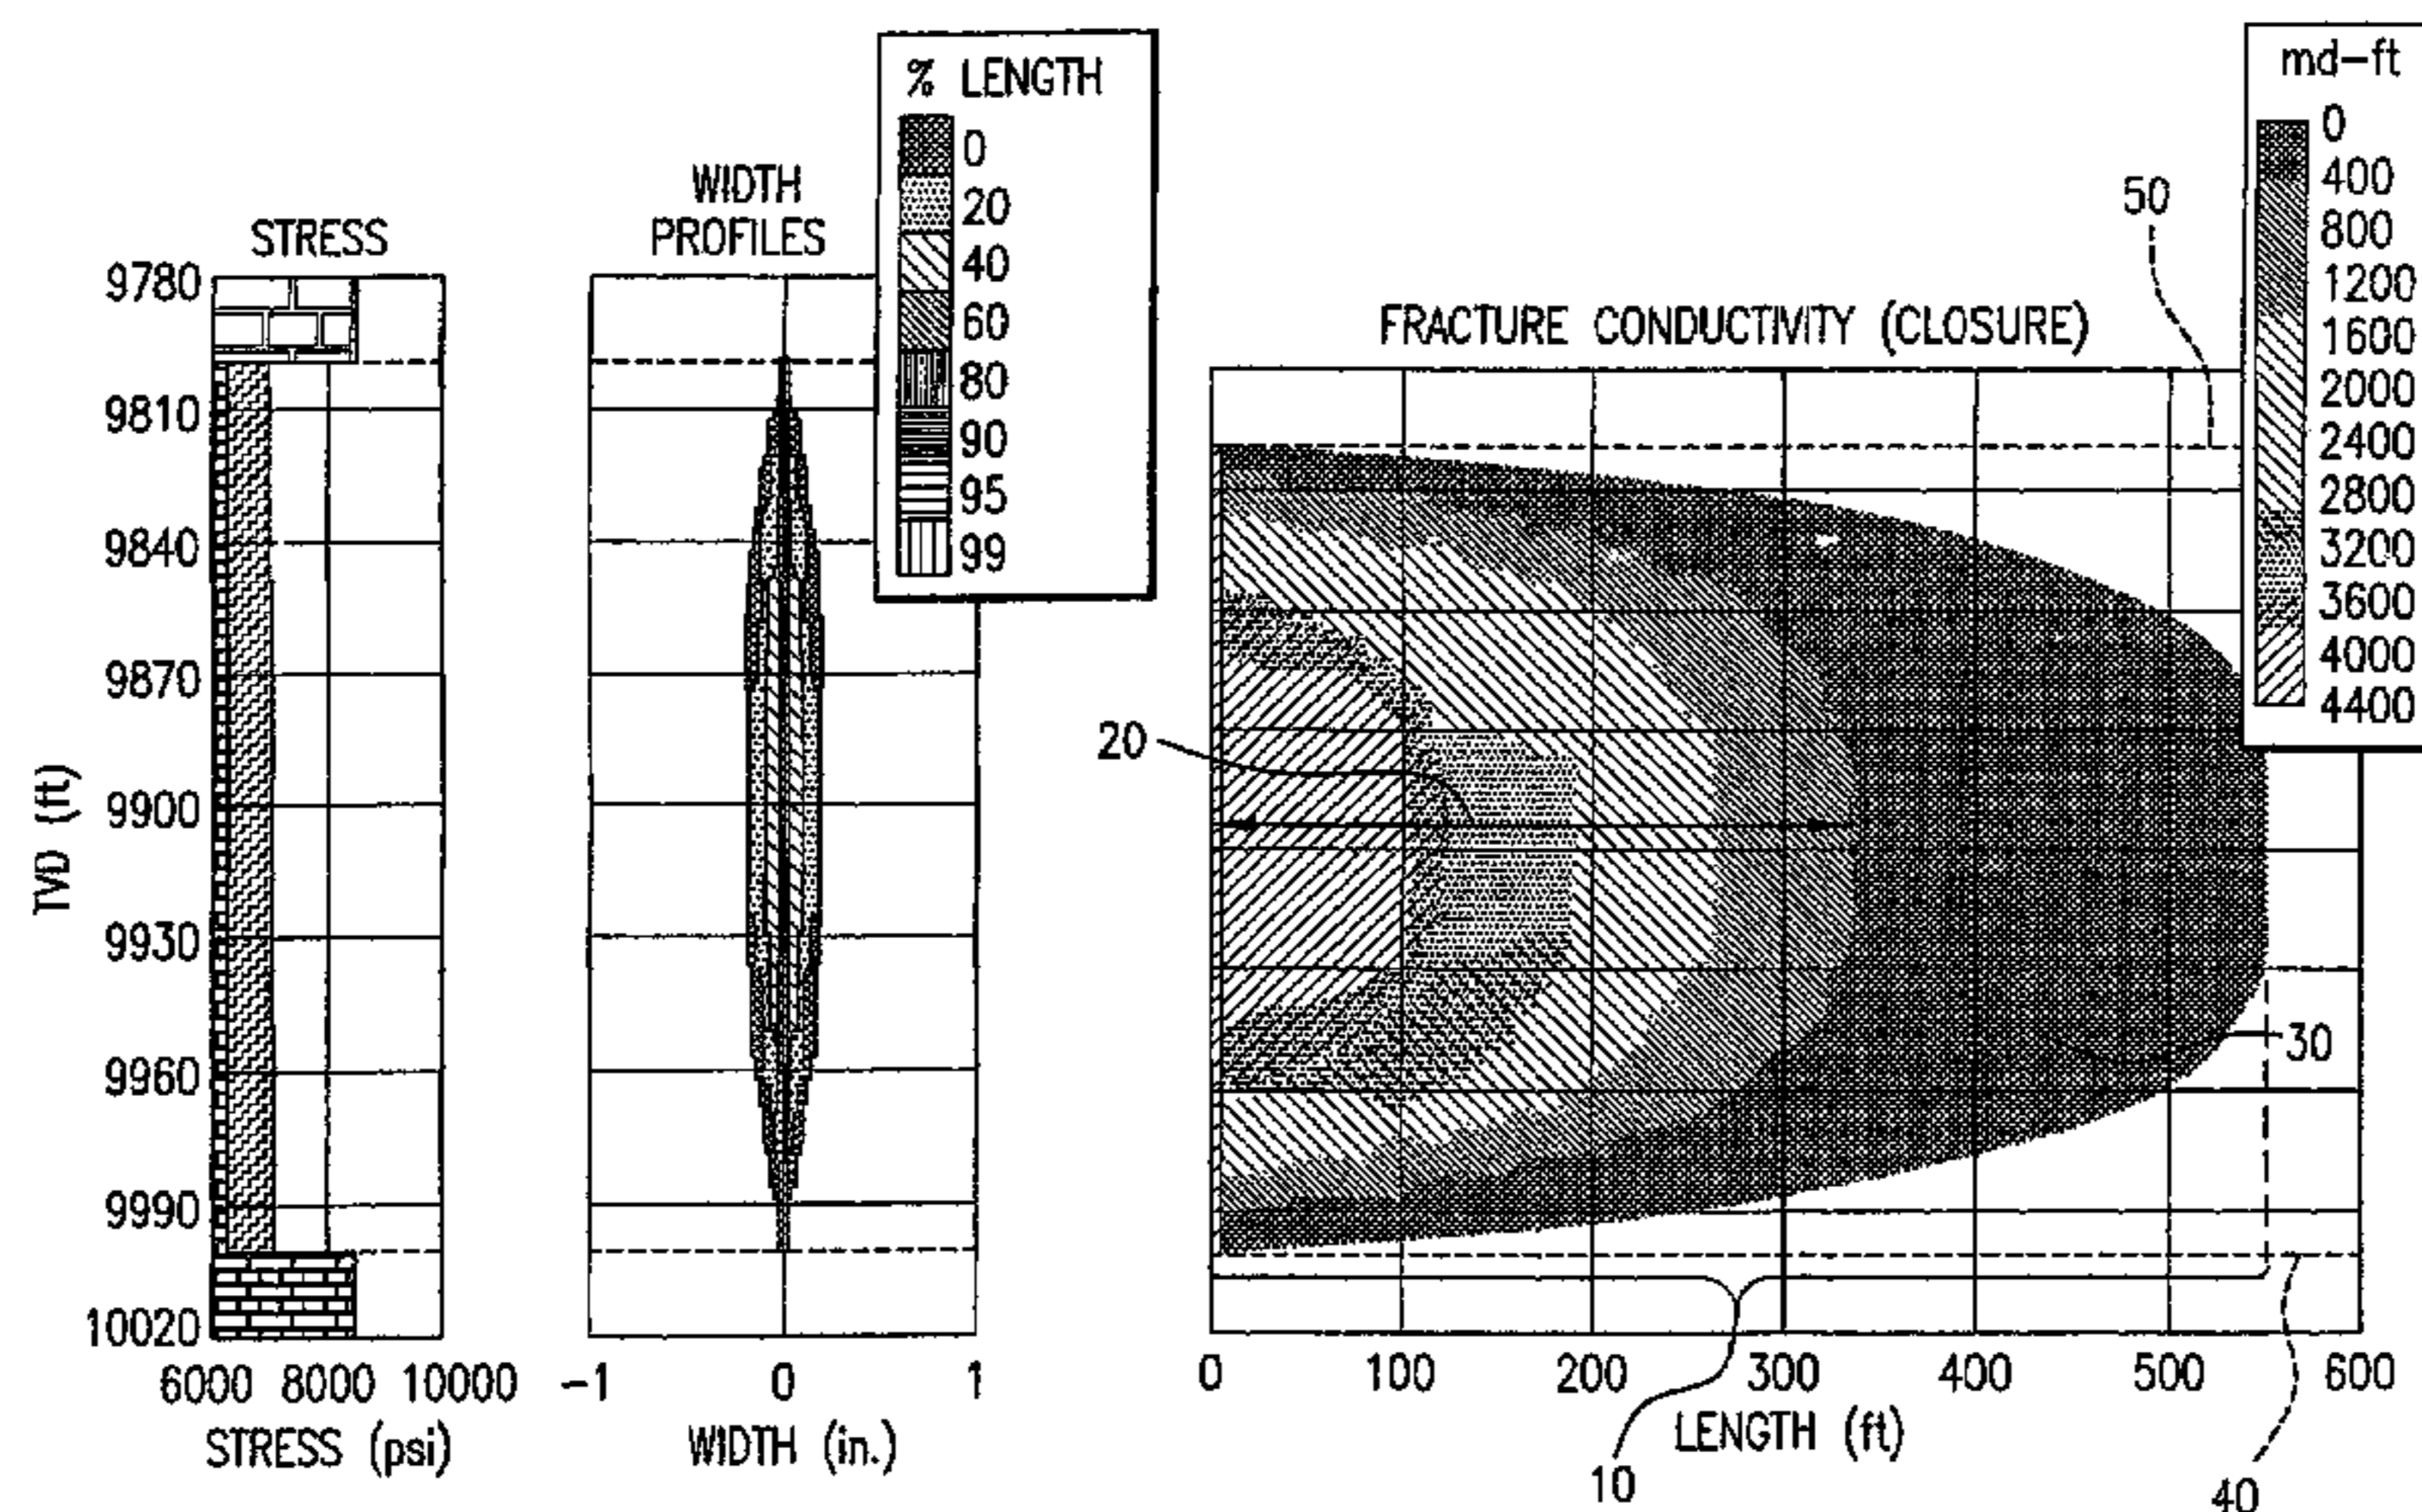 % LENGTH
0
20
40
60
80
90
95
99
md-ft
0
400
800
1200
1600
2000
2400
2800
3200
3600
4000
4400
STRESS
WIDTH
PROFILES
FRACTURE CONDUCTIVITY (CLOSURE)
50
TVD (ft)
9780
9810
9840
9870
9900
9930
9960
9990
10020
20
30
6000 8000 10000
STRESS (psi)
-1 0 1
WIDTH (in.)
0 100 200 300 400 500 600
LENGTH (ft)
10
40